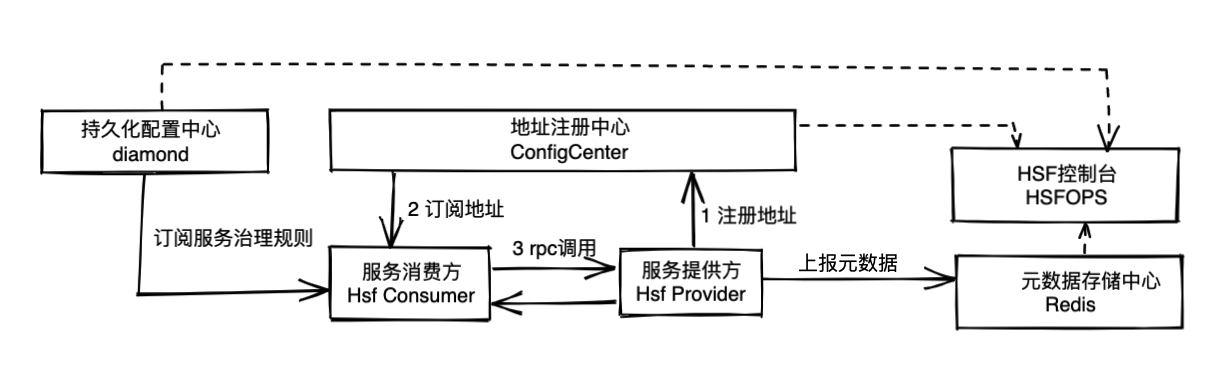 持久化配置中心
diamond
地址注册中心
ConfigCenter
HSF控制台
HSFOPS
2 订阅地址
1 注册地址
订阅服务治理规则
服务消费方
Hsf Consumer
3 rpc调用
服务提供方
Hsf Provider
上报元数据
元数据存储中心
Redis